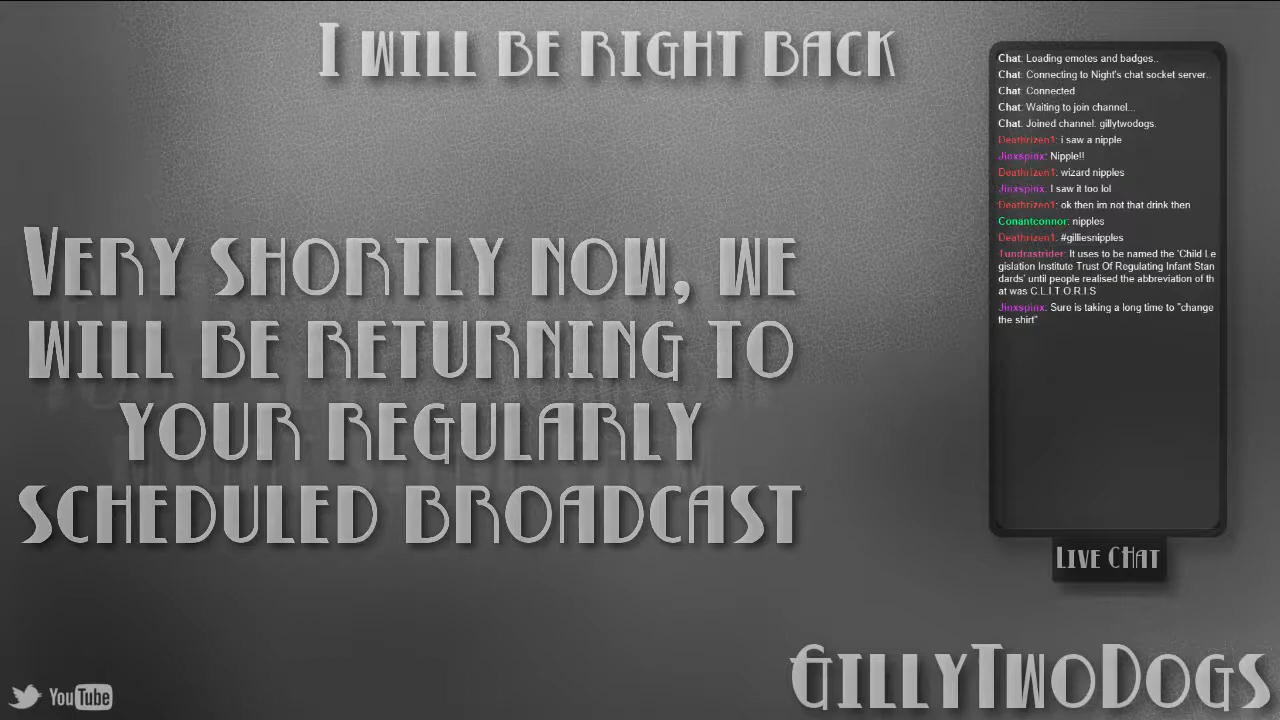 I WILL BE RIGHT BACK
VERY SHORTLY NOW, WE
WILL BE RETURNING TO
YOUR REGULARLY
SCHEDULED BROADCAST
Chat: Loading emotes and badges..
Chat: Connecting to Night's chat socket server..
Chat: Connected
Chat: Waiting to join channel...
Chat: Joined channel: gillytwodogs.
Deathrizen1: i saw a nipple
Jinxspinx: Nipple!!
Deathrizen1: wizard nipples
Jinxspinx: I saw it too lol
Deathrizen1: ok then im not that drink then
Conantconnor: nipples
Deathrizen1: #gilliesnipples
Tundrastrider: It uses to be named the 'Child Le
gislation Institute Trust Of Regulating Infant Stan
dards' until people realised the abbreviation of th
at was C.L.I.T.O.R.I.S
Jinxspinx: Sure is taking a long time to "change
the shirt"
LIVE CHAT
YouTube
GILLYTWODOGS